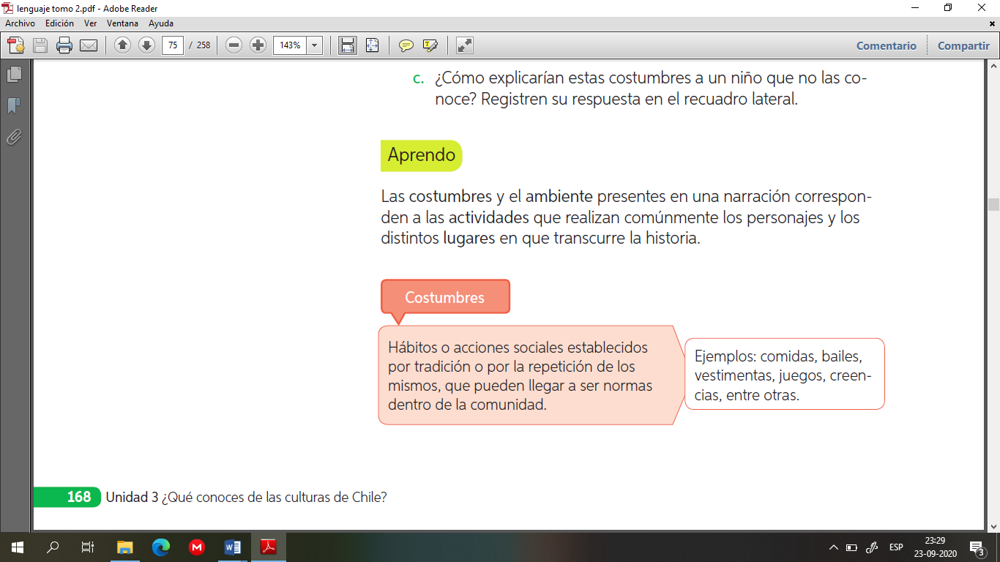 lenguaje tomo 2.pdf - Adobe Reader
Archivo Edición Ver Ventana Ayuda
75 / 258 143% Comentario Compartir
c. ¿Cómo explicarían estas costumbres a un niño que no las co-
noce? Registren su respuesta en el recuadro lateral.
Aprendo
Las costumbres y el ambiente presentes en una narración correspon-
den a las actividades que realizan comúnmente los personajes y los
distintos lugares en que transcurre la historia.
Costumbres
Hábitos o acciones sociales establecidos
por tradición o por la repetición de los
mismos, que pueden llegar a ser normas
dentro de la comunidad.
Ejemplos: comidas, bailes,
vestimentas, juegos, creen-
cias, entre otras.
168 Unidad 3 ¿Qué conoces de las culturas de Chile?
ESP
23:29
23-09-2020
3